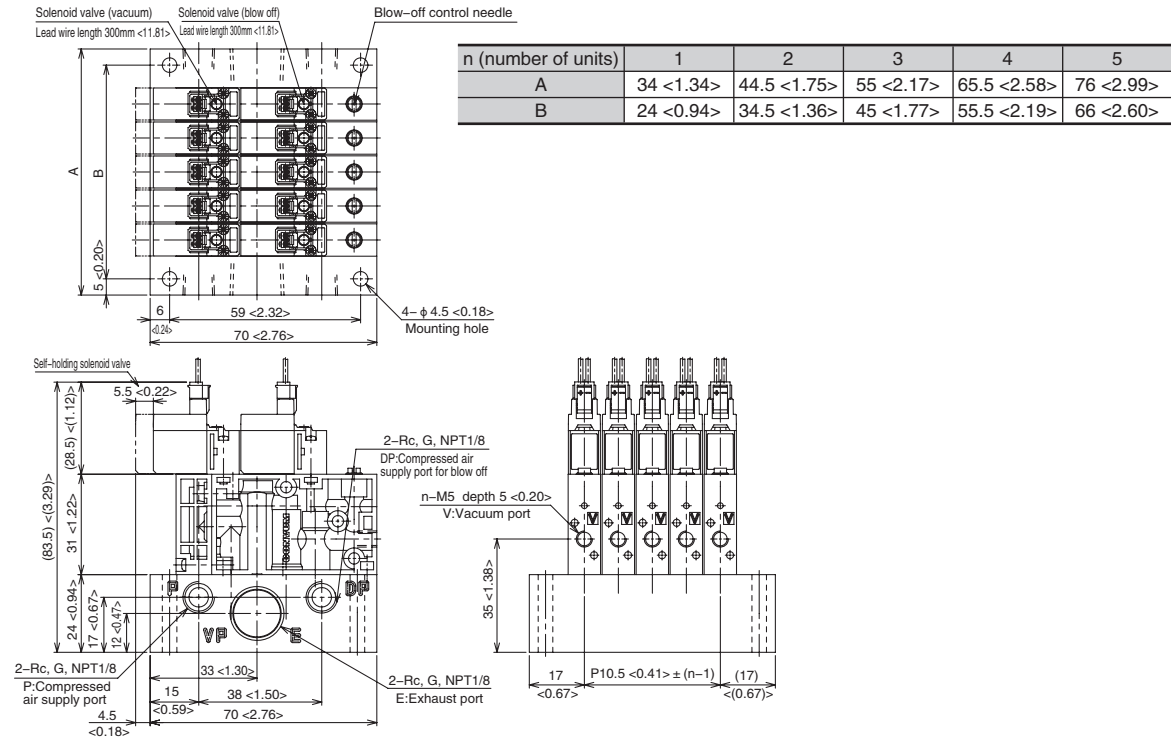 Solenoid valve (vacuum)
Lead wire length 300mm <11.81>
Solenoid valve (blow off)
Lead wire length 300mm <11.81>
Blow–off control needle
n (number of units) 1 2 3 4 5
A 34 <1.34> 44.5 <1.75> 55 <2.17> 65.5 <2.58> 76 <2.99>
B 24 <0.94> 34.5 <1.36> 45 <1.77> 55.5 <2.19> 66 <2.60>
A
B
5 <0.20>
6
<0.24>
59 <2.32>
70 <2.76>
4– φ 4.5 <0.18>
Mounting hole
Self–holding solenoid valve
5.5 <0.22>
(28.5) <(1.12)>
(83.5) <(3.29)>
31 <1.22>
24 <0.94>
17 <0.67>
12 <0.47>
2–Rc, G, NPT1/8
DP:Compressed air
supply port for blow off
P
DP
VP
E
2–Rc, G, NPT1/8
P:Compressed
air supply port
33 <1.30>
15
<0.59>
38 <1.50>
70 <2.76>
4.5
<0.18>
2–Rc, G, NPT1/8
E:Exhaust port
n–M5 depth 5 <0.20>
V:Vacuum port
V V V V V
35 <1.38>
17
<0.67>
P10.5 <0.41> ± (n–1)
(17)
<(0.67)>